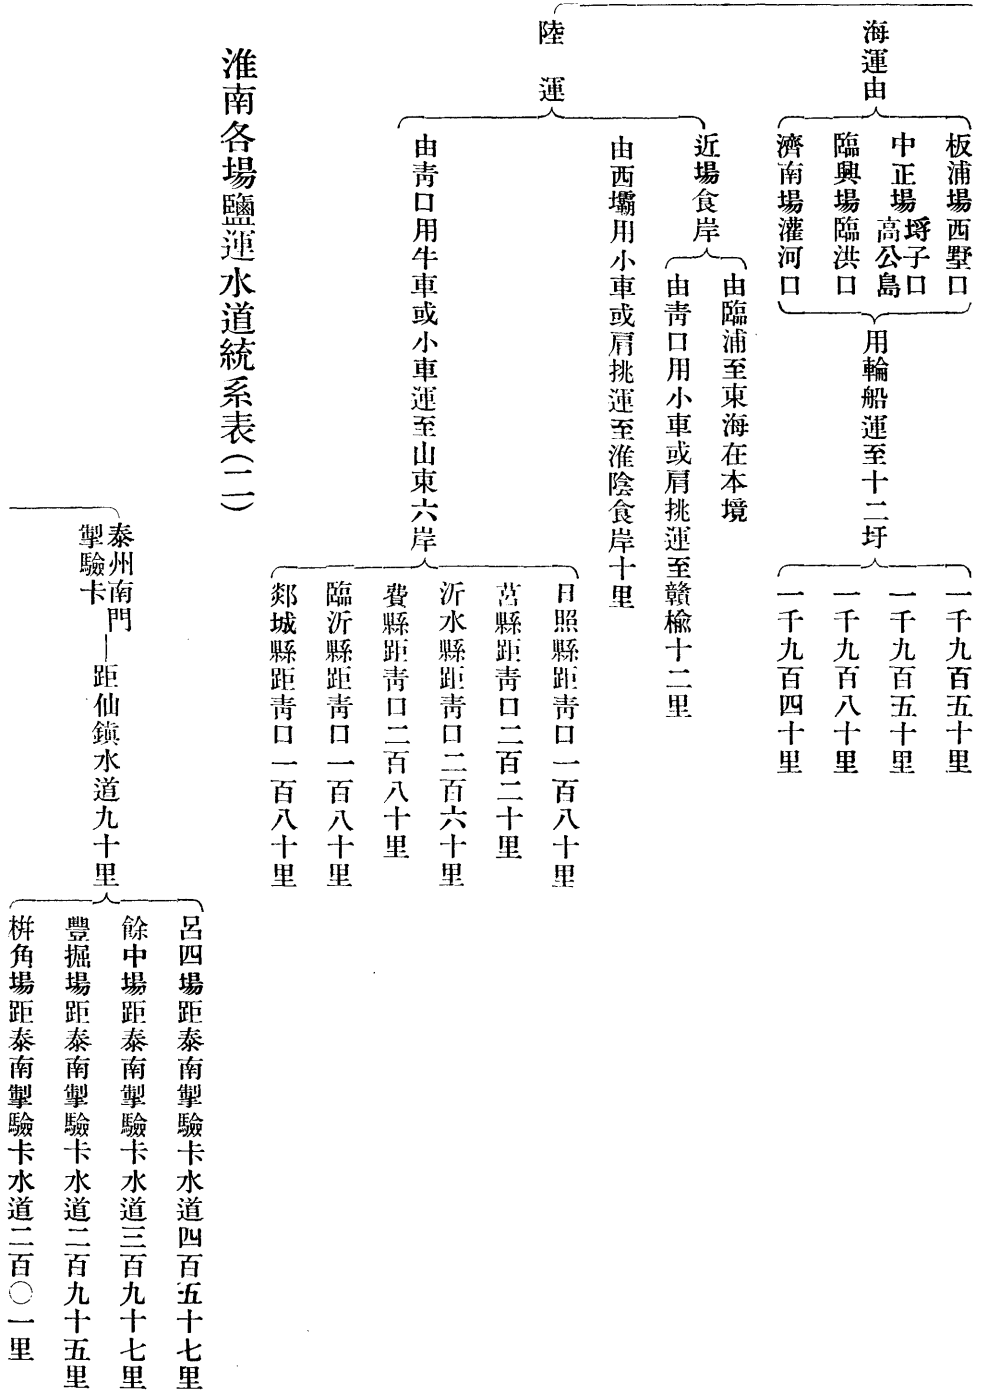 海運由
板浦場西墅口
中正場埒子口
高公島
臨興場臨洪口
濟南場灌河口
用輪船運至十二圩
一千九百五十里
一千九百五十里
一千九百八十里
一千九百四十里
陸運
近場食岸
由臨浦至東海在本境
由青口用小車或肩挑運至贛楡十二里
由西壩用小車或肩挑運至淮陰食岸十里
由青口用牛車或小車運至山東六岸
日照縣距青口一百八十里
莒縣距青口二百二十里
沂水縣距青口二百六十里
費縣距青口二百八十里
臨沂縣距青口一百八十里
郯城縣距青口一百八十里
淮南各場鹽運水道統系表(二)
泰州南門
掣驗卡
距仙鎮水道九十里
呂四場距泰南掣驗卡水道四百五十七里
餘中場距泰南掣驗卡水道三百九十七里
豐掘場距泰南掣驗卡水道二百九十五里
栟角場距泰南掣驗卡水道二百〇一里